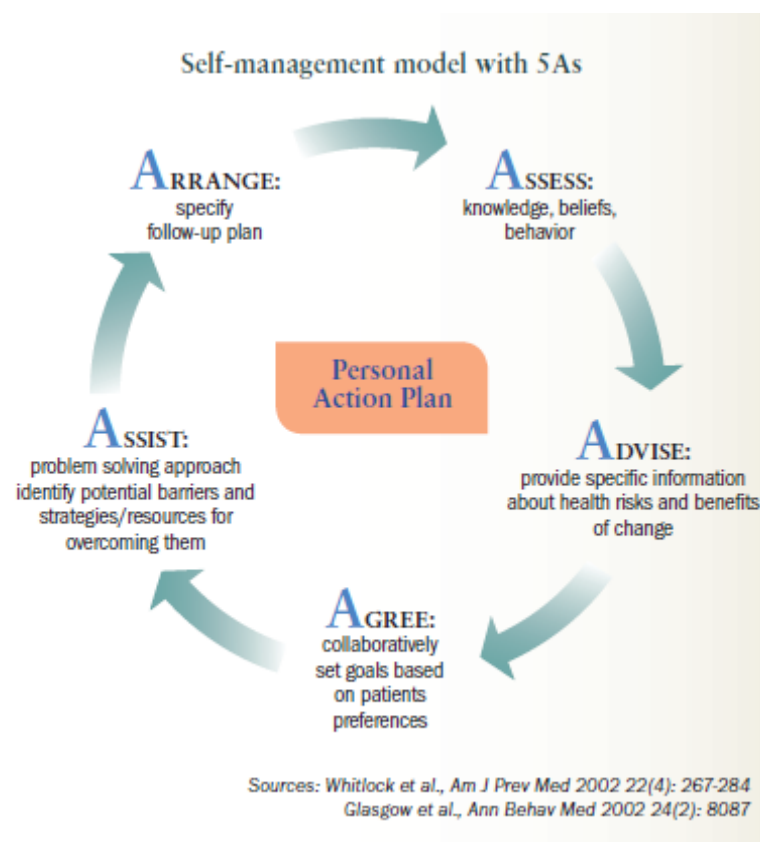 Self-management model with 5As
ARRANGE:
specify
follow-up plan
ASSESS:
knowledge, beliefs,
behavior
Personal
Action Plan
ASSIST:
problem solving approach
identify potential barriers and
strategies/resources for
overcoming them
ADVISE:
provide specific information
about health risks and benefits
of change
AGREE:
collaboratively
set goals based
on patients
preferences
Sources: Whitlock et al., Am J Prev Med 2002 22(4): 267-284
Glasgow et al., Ann Behav Med 2002 24(2): 8087